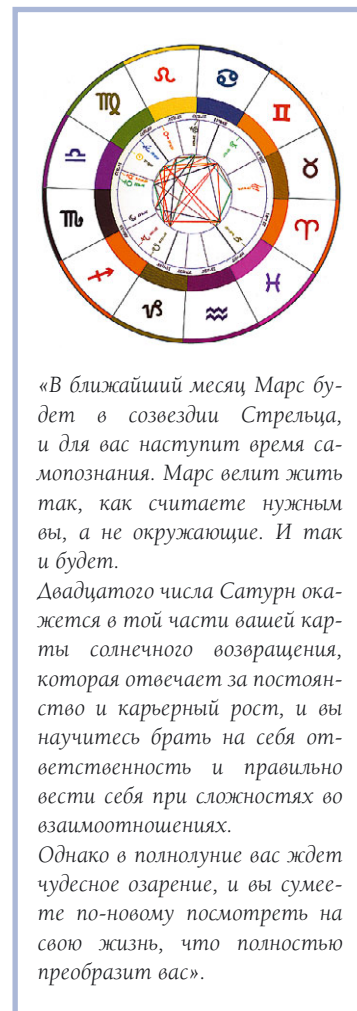 «В ближайший месяц Марс бу-
дет в созвездии Стрельца,
и для вас наступит время са-
мопознания. Марс велит жить
так, как считаете нужным
вы, а не окружающие. И так
и будет.
Двадцатого числа Сатурн ока-
жется в той части вашей кар-
ты солнечного возвращения,
которая отвечает за постоян-
ство и карьерный рост, и вы
научитесь брать на себя от-
ветственность и правильно
вести себя при сложностях во
взаимоотношениях.
Однако в полнолуние вас ждет
чудесное озарение, и вы сумее-
те по-новому посмотреть на
свою жизнь, что полностью
преобразит вас».